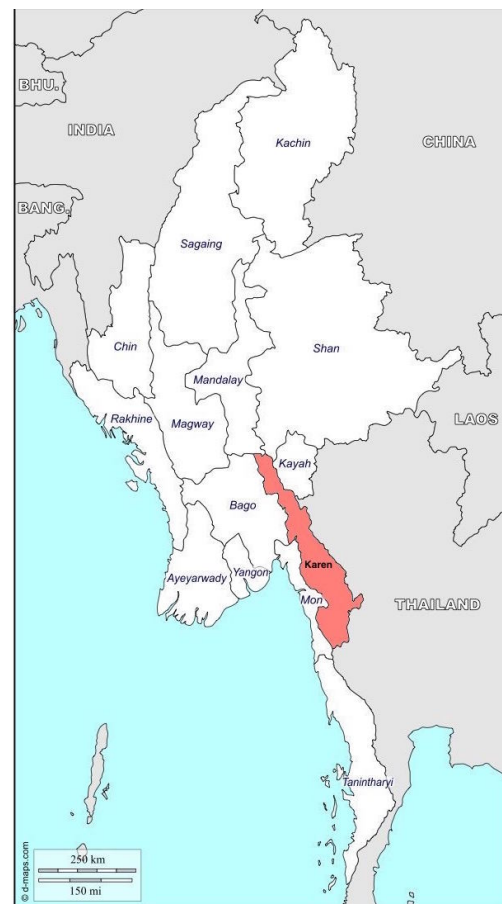 BHU.
INDIA
CHINA
Kachin
BANG.
Sagaing
Chin
Shan
Mandalay
LAOS
Rakhine
Magway
Kayah
Bago
Karen
Ayeyarwady
Yangon
Mon
THAILAND
Tanintharyi
250 km
150 mi
© d-maps.com